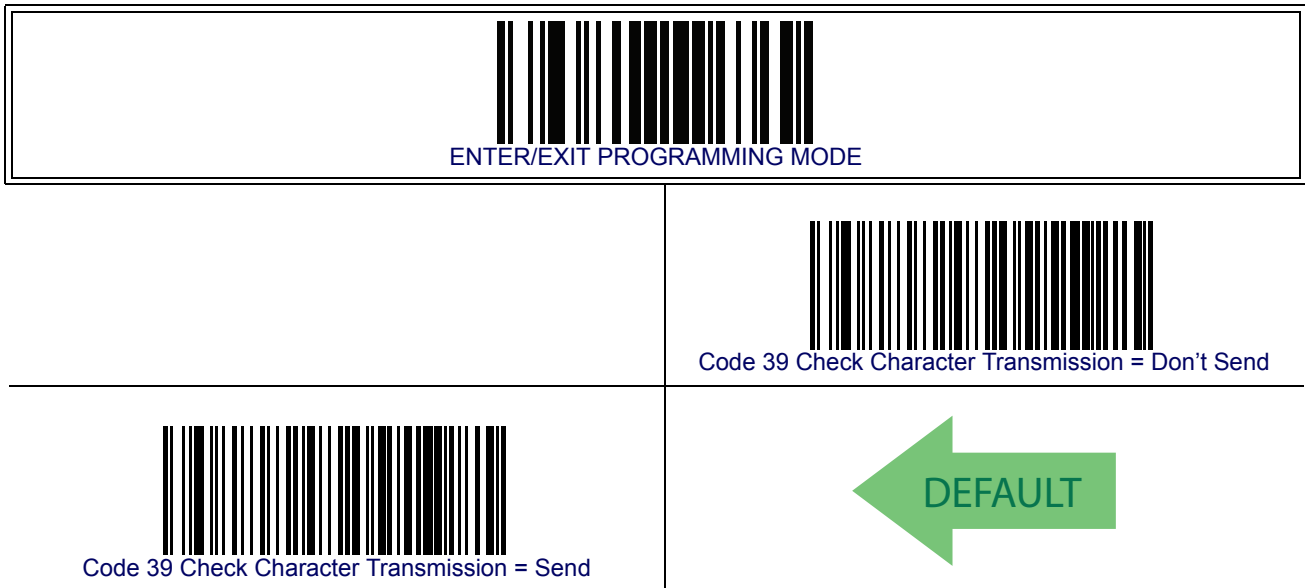 ENTER/EXIT PROGRAMMING MODE
Code 39 Check Character Transmission = Don’t Send
Code 39 Check Character Transmission = Send
DEFAULT